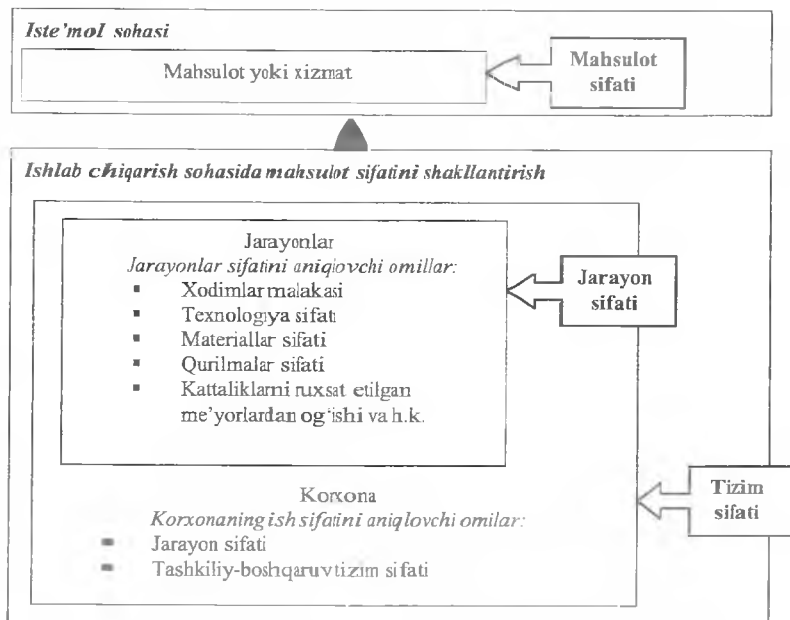 Iste’mol sohasi
Mahsulot yoki xizmat
Mahsulot
sifati
Ishlab chiqarish sohasida mahsulot sifatini shakllantirish
Jarayonlar
Jarayonlar sifatini aniqlovchi omillar:
▪ Xodimlar malakasi
▪ Texnologiya sifati
▪ Materiallar sifati
▪ Qurilmalar sifati
▪ Kattaliklarni ruxsat etilgan
me’yorlardan og‘ishi va h.k.
Jarayon
sifati
Korxona
Korxonaning ish sifatini aniqlovchi omilar:
▪ Jarayon sifati
▪ Tashkiliy-boshqaruv tizim sifati
Tizim
sifati